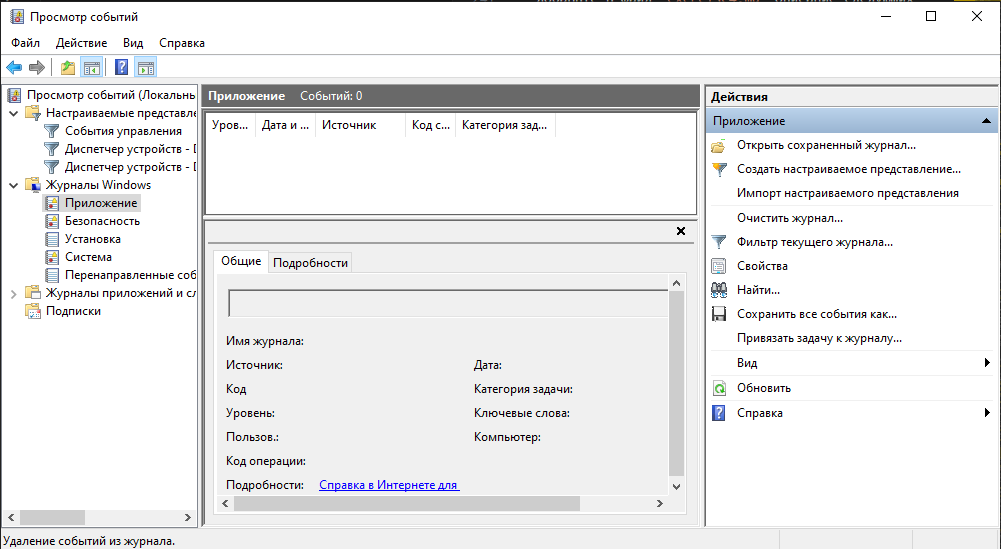 Просмотр событий
Файл Действие Вид Справка
Просмотр событий (Локальнь
Настраиваемые представле
События управления
Диспетчер устройств - D
Диспетчер устройств - D
Журналы Windows
Приложение
Безопасность
Установка
Система
Перенаправленные соб
Журналы приложений и сл
Подписки
Приложение Событий: 0
Уров... Дата и ... Источник Код с... Категория зад...
Общие Подробности
Имя журнала:
Источник: Дата:
Код Категория задачи:
Уровень: Ключевые слова:
Пользов.: Компьютер:
Код операции:
Подробности: Справка в Интернете для
Действия
Приложение
Открыть сохраненный журнал...
Создать настраиваемое представление...
Импорт настраиваемого представления
Очистить журнал...
Фильтр текущего журнала...
Свойства
Найти...
Сохранить все события как...
Привязать задачу к журналу...
Вид
Обновить
Справка
Удаление событий из журнала.